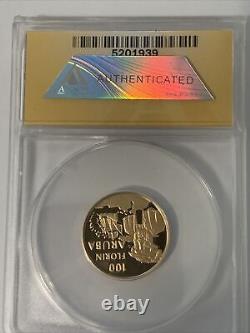 5201939
AUTHENTICATED
100
FLORIN
ARUBA